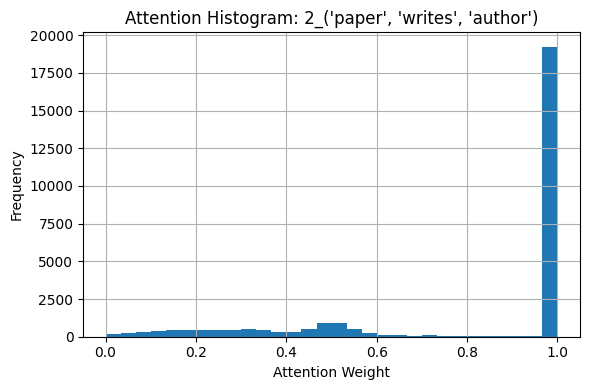 Attention Histogram: 2_('paper', 'writes', 'author')
20000
17500
15000
12500
10000
7500
5000
2500
0
Frequency
0.0 0.2 0.4 0.6 0.8 1.0
Attention Weight